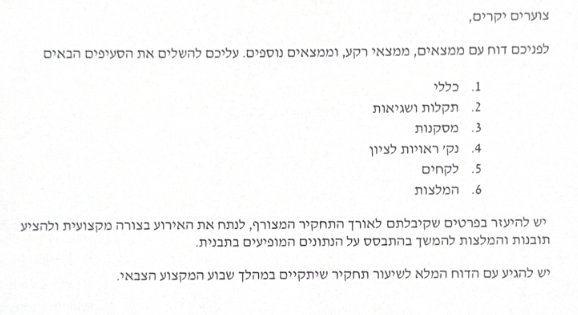 צוערים יקרים,
לפניכם דוח עם ממצאים, ממצאי רקע, וממצאים נוספים. עליכם להשלים את הסעיפים הבאים
1. כללי
2. תקלות ושגיאות
3. מסקנות
4. נק' ראויות לציון
5. לקחים
6. המלצות
יש להיעזר בפרטים שקיבלתם לאורך התחקיר המצורף, לנתח את האירוע בצורה מקצועית ולהציע
תובנות והמלצות להמשך בהתבסס על הנתונים המופיעים בתבנית.
יש להגיע עם הדוח המלא לשיעור תחקיר שיתקיים במהלך שבוע המקצוע הצבאי.